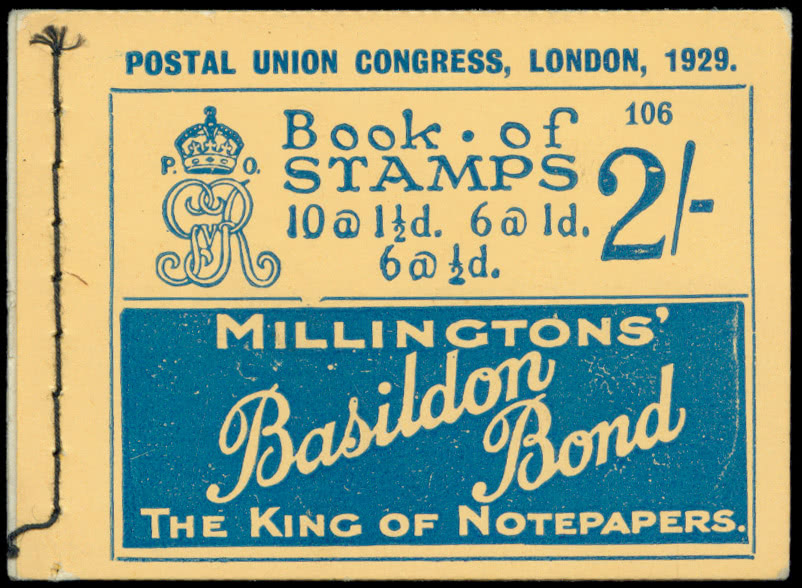 POSTAL UNION CONGRESS, LONDON, 1929.
106
P. O.
GR
Book · of
STAMPS
2/-
10 @ 1½d. 6 @ 1d.
6 @ ½d.
MILLINGTONS'
Basildon
Bond
THE KING OF NOTEPAPERS.